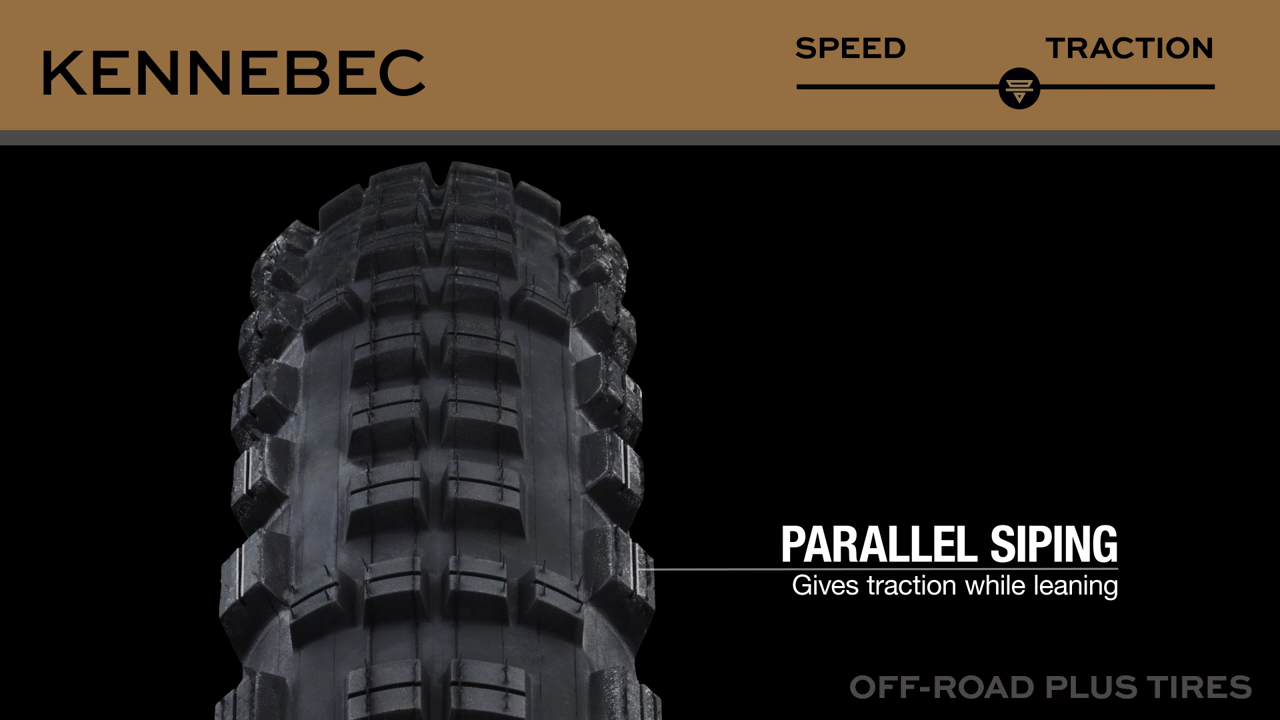 KENNEBEC
SPEED TRACTION
PARALLEL SIPING
Gives traction while leaning
OFF-ROAD PLUS TIRES